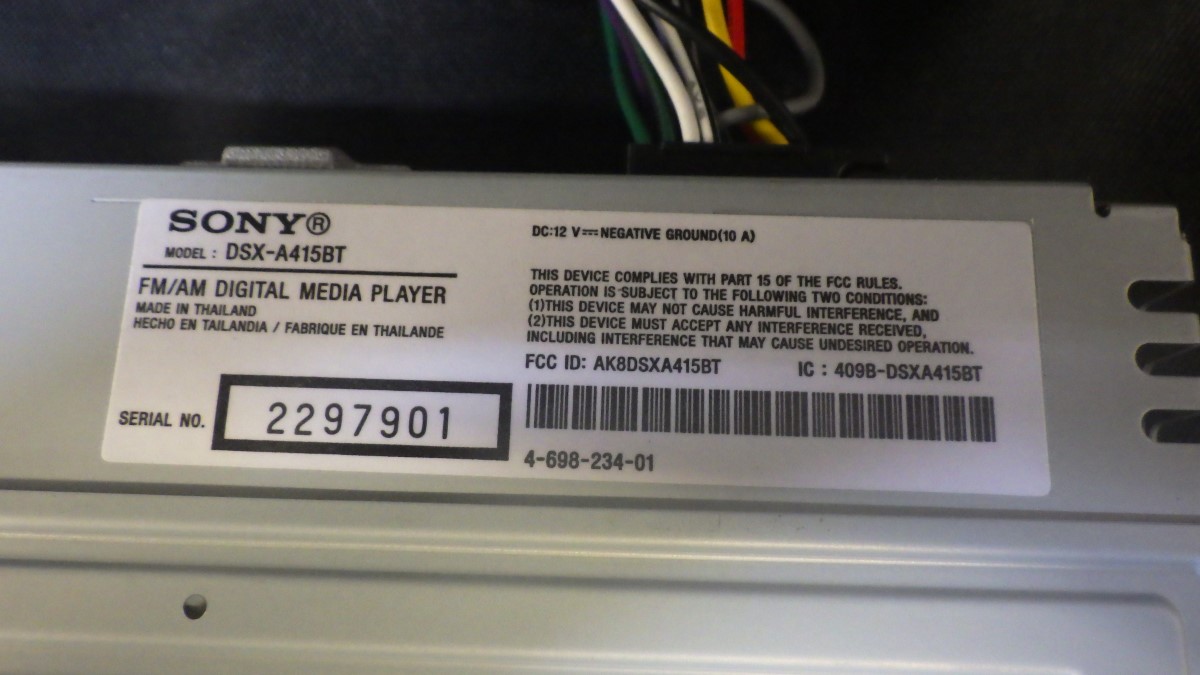 SONY®
MODEL : DSX-A415BT
FM/AM DIGITAL MEDIA PLAYER
MADE IN THAILAND
HECHO EN TAILANDIA / FABRIQUE EN THAILANDE
SERIAL NO. 2297901
DC:12 V⎓NEGATIVE GROUND(10 A)
THIS DEVICE COMPLIES WITH PART 15 OF THE FCC RULES.
OPERATION IS SUBJECT TO THE FOLLOWING TWO CONDITIONS:
(1)THIS DEVICE MAY NOT CAUSE HARMFUL INTERFERENCE, AND
(2)THIS DEVICE MUST ACCEPT ANY INTERFERENCE RECEIVED,
INCLUDING INTERFERENCE THAT MAY CAUSE UNDESIRED OPERATION.
FCC ID: AK8DSXA415BT IC : 409B-DSXA415BT
4-698-234-01